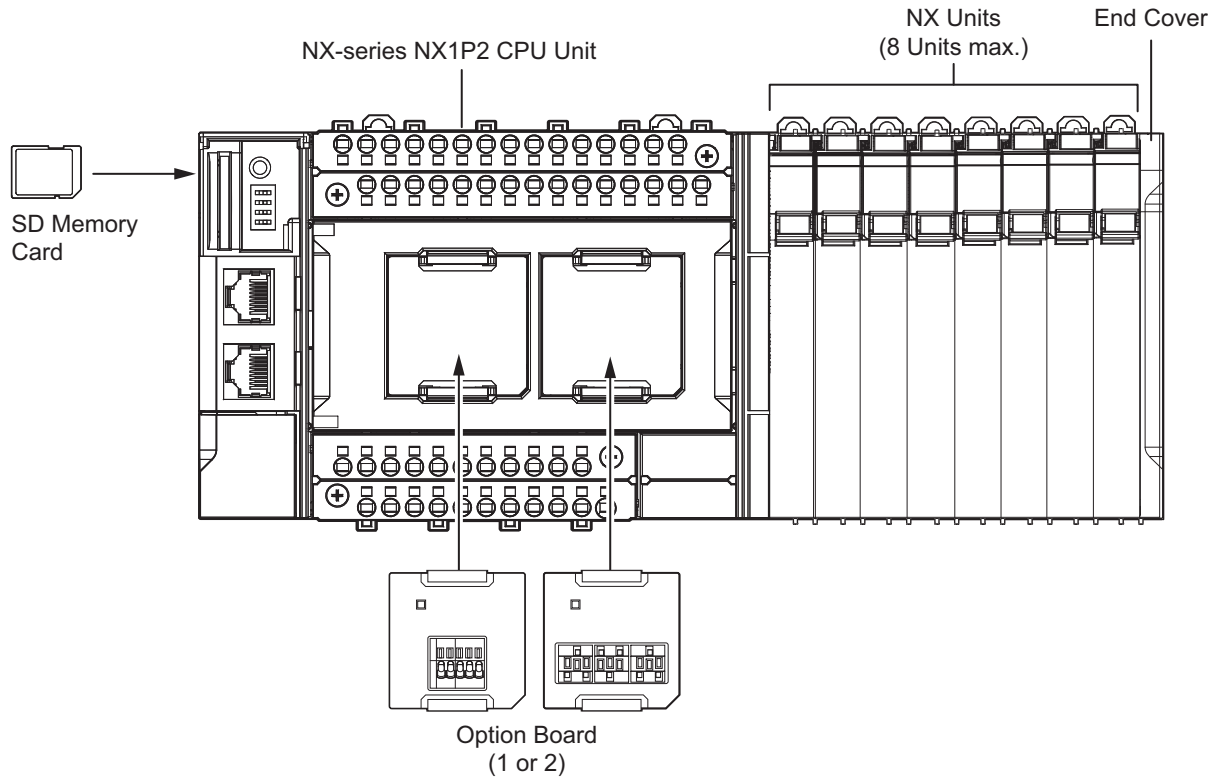 NX Units
(8 Units max.)
End Cover
NX-series NX1P2 CPU Unit
SD Memory
Card
Option Board
(1 or 2)